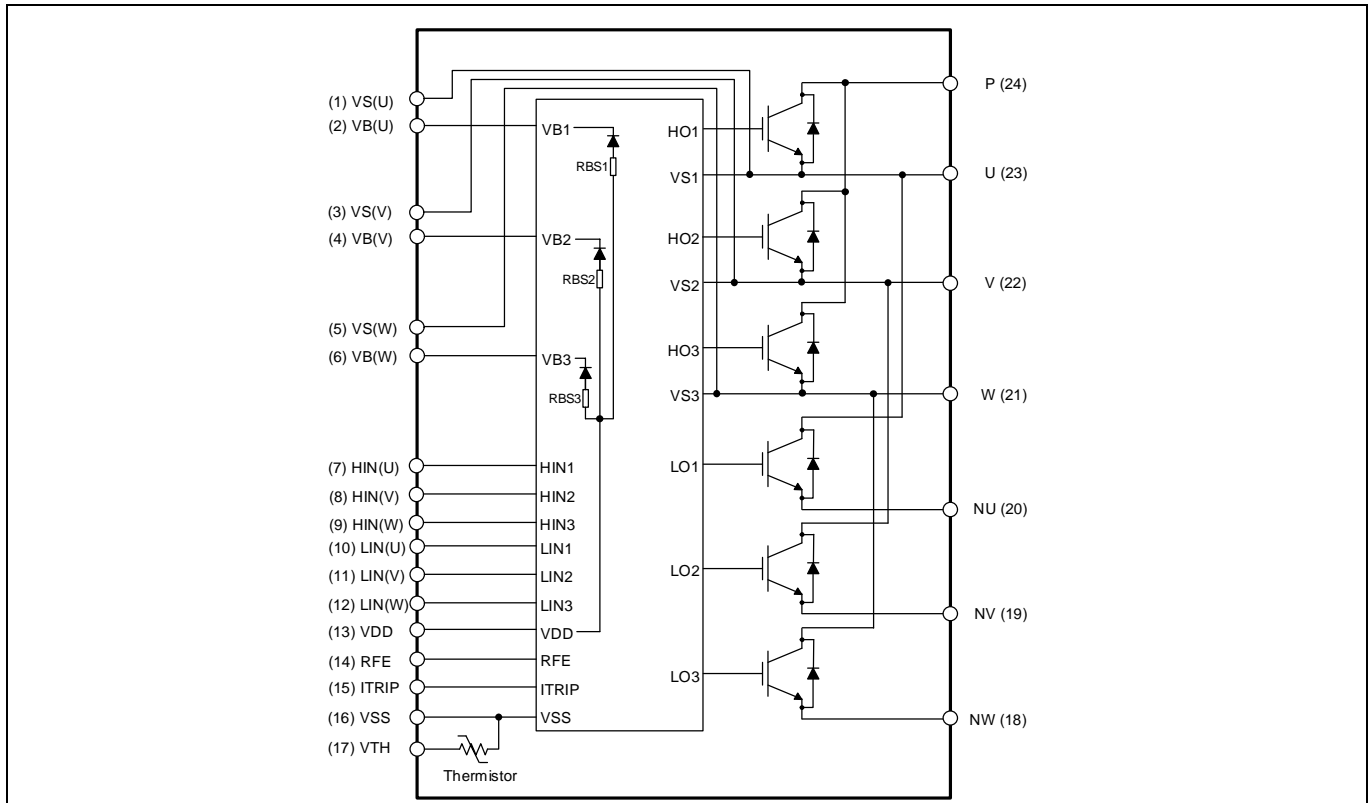 (1) VS(U)
(2) VB(U)
(3) VS(V)
(4) VB(V)
(5) VS(W)
(6) VB(W)
(7) HIN(U)
(8) HIN(V)
(9) HIN(W)
(10) LIN(U)
(11) LIN(V)
(12) LIN(W)
(13) VDD
(14) RFE
(15) ITRIP
(16) VSS
(17) VTH
Thermistor
VB1
RBS1
VB2
RBS2
VB3
RBS3
HIN1
HIN2
HIN3
LIN1
LIN2
LIN3
VDD
RFE
ITRIP
VSS
HO1
VS1
HO2
VS2
HO3
VS3
LO1
LO2
LO3
P (24)
U (23)
V (22)
W (21)
NU (20)
NV (19)
NW (18)